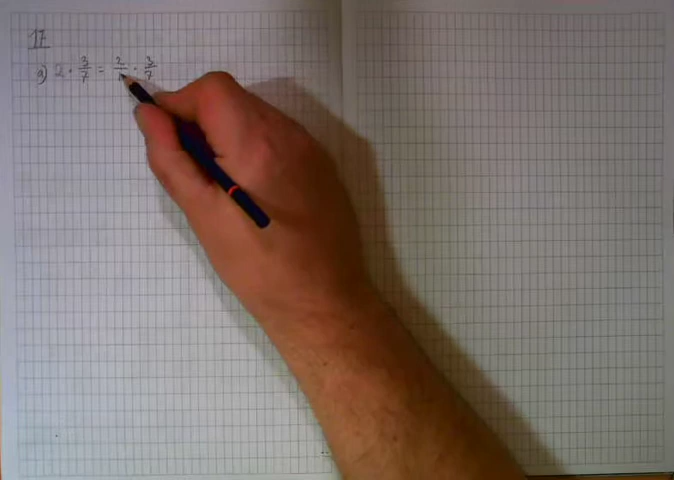 17
a) 2 · 3/7 = 2/1 · 3/7